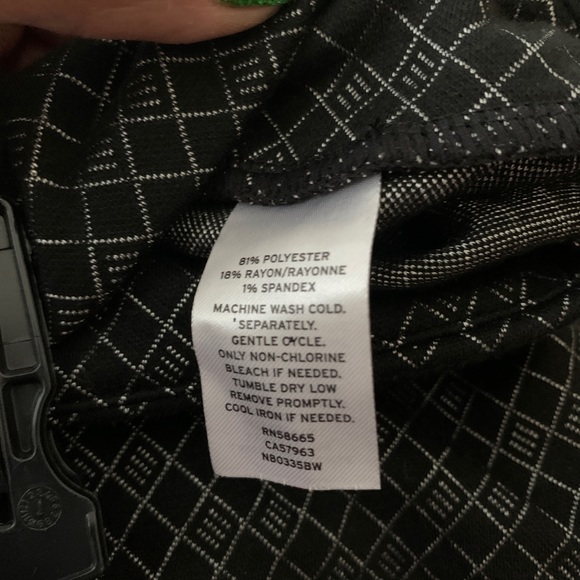 81% POLYESTER
18% RAYON/RAYONNE
1% SPANDEX
MACHINE WASH COLD.
SEPARATELY.
GENTLE CYCLE.
ONLY NON-CHLORINE
BLEACH IF NEEDED.
TUMBLE DRY LOW
REMOVE PROMPTLY.
COOL IRON IF NEEDED.
RN58665
CA57963
NB0335BW